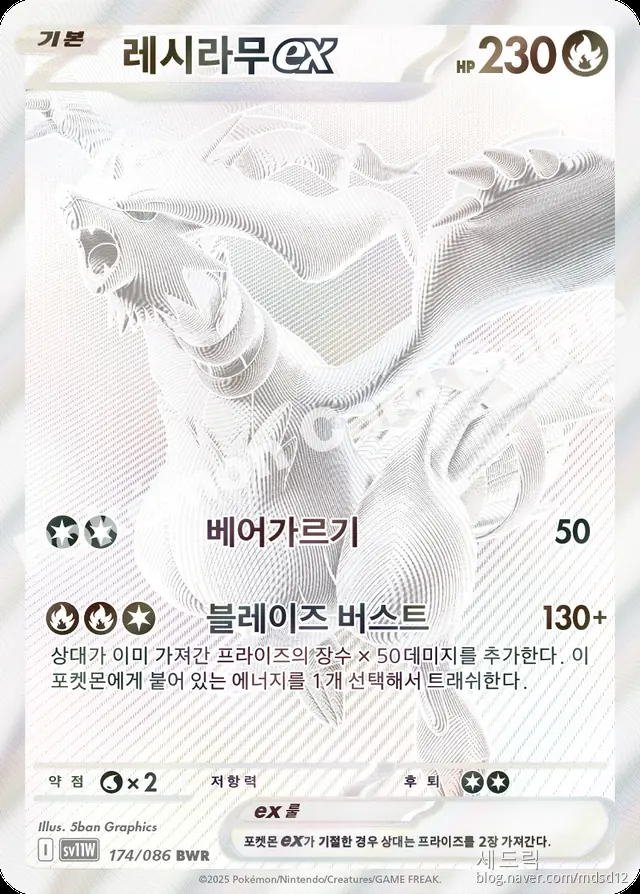 기본
레시라무 ex
HP 230
베어가르기 50
블레이즈 버스트 130+
상대가 이미 가져간 프라이즈의 장수 × 50데미지를 추가한다. 이
포켓몬에게 붙어 있는 에너지를 1개 선택해서 트래쉬한다.
약점 ×2 저항력 후퇴
ex 룰
포켓몬 ex가 기절한 경우 상대는 프라이즈를 2장 가져간다.
Illus. 5ban Graphics
I sv11W 174/086 BWR
©2025 Pokémon/Nintendo/Creatures/GAME FREAK.
세드릭
blog.naver.com/mdsd12